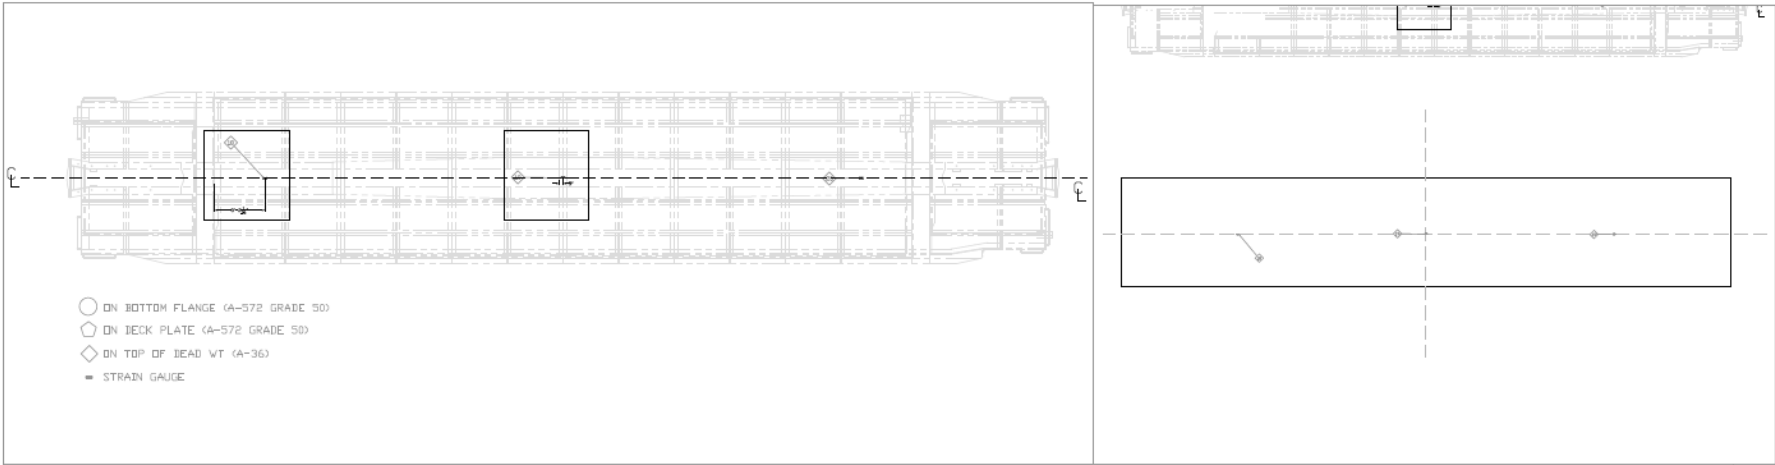 ON BOTTOM FLANGE (A-572 GRADE 50)
ON DECK PLATE (A-572 GRADE 50)
ON TOP OF DEAD WT (A-36)
STRAIN GAUGE